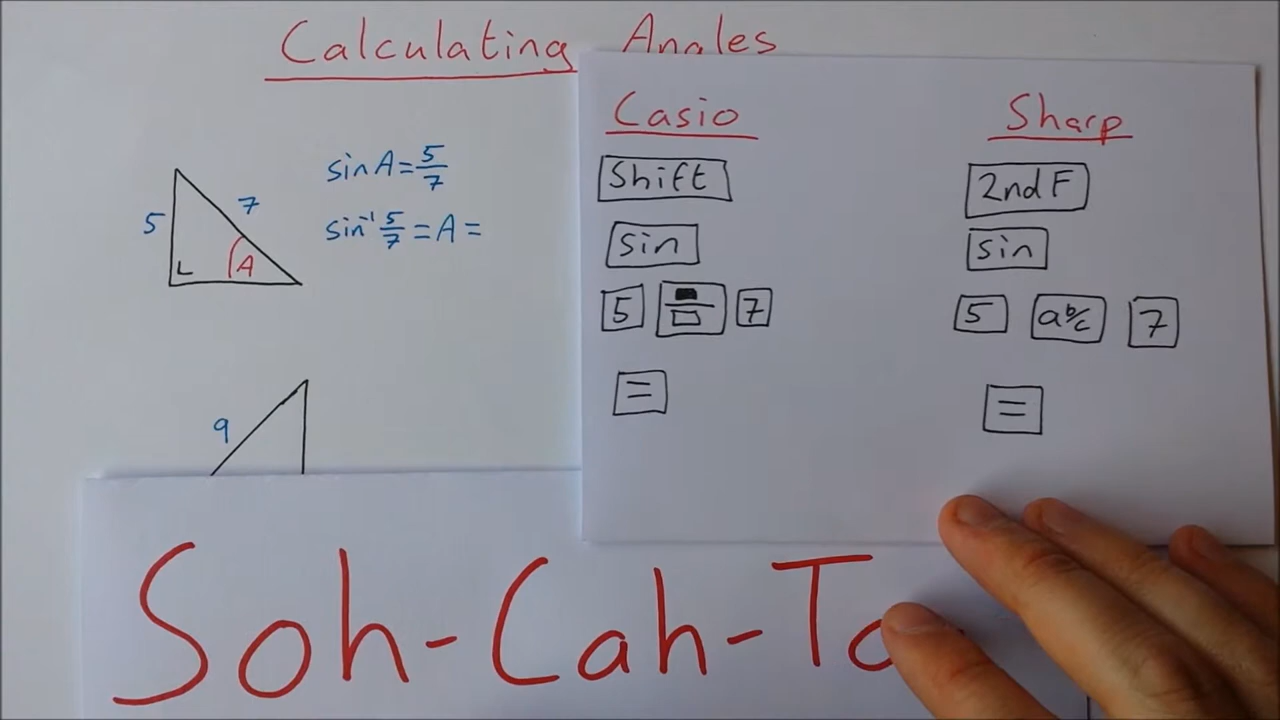 Calculating Angles
Casio
Sharp
Shift
2ndF
sin
sin
5 7
5 a b/c 7
=
=
5
7
A
sin A = 5/7
sin⁻¹ 5/7 = A =
9
Soh-Cah-To